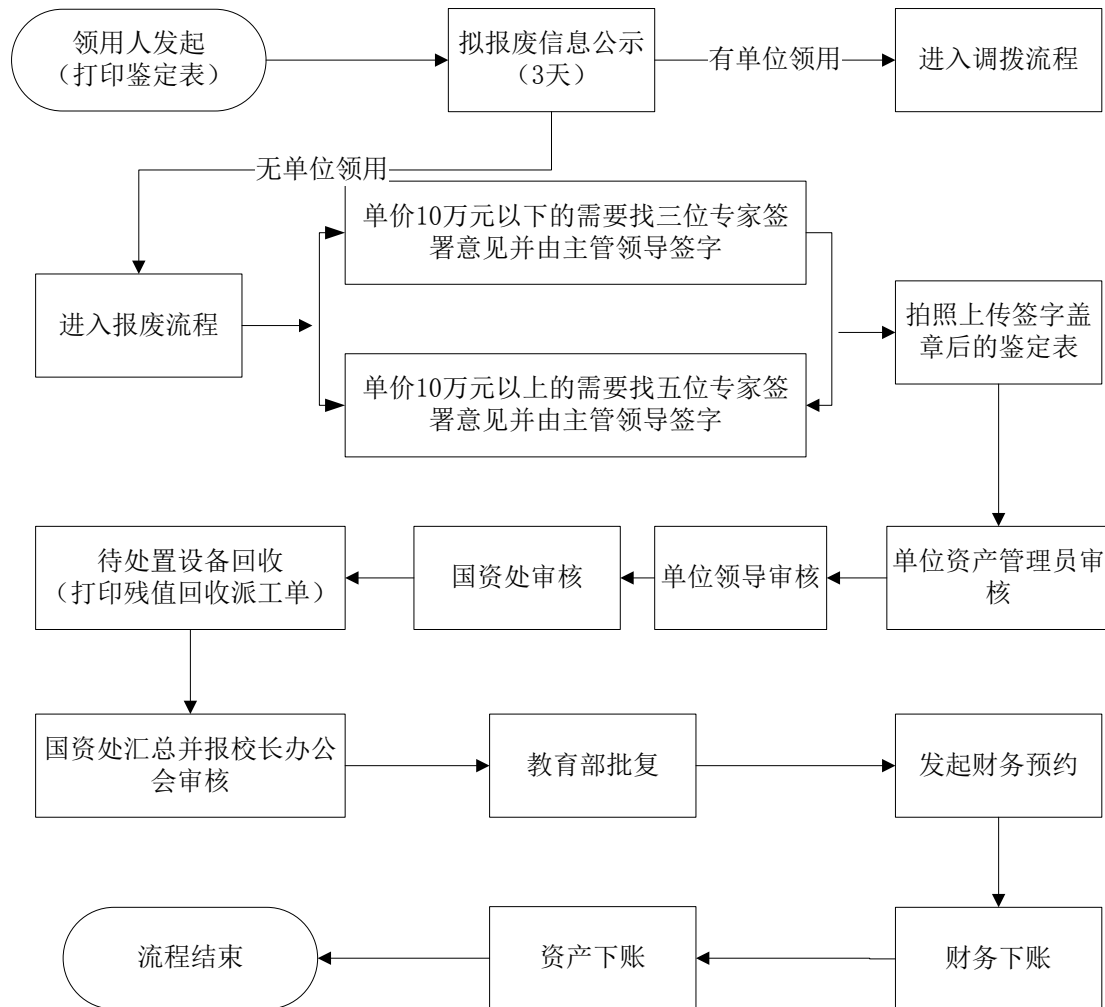 领用人发起
（打印鉴定表）
拟报废信息公示
（3天）
有单位领用
进入调拨流程
无单位领用
单价10万元以下的需要找三位专家签
署意见并由主管领导签字
进入报废流程
单价10万元以上的需要找五位专家签
署意见并由主管领导签字
拍照上传签字盖
章后的鉴定表
单位资产管理员审
核
单位领导审核
国资处审核
待处置设备回收
（打印残值回收派工单）
国资处汇总并报校长办公
会审核
教育部批复
发起财务预约
财务下账
资产下账
流程结束